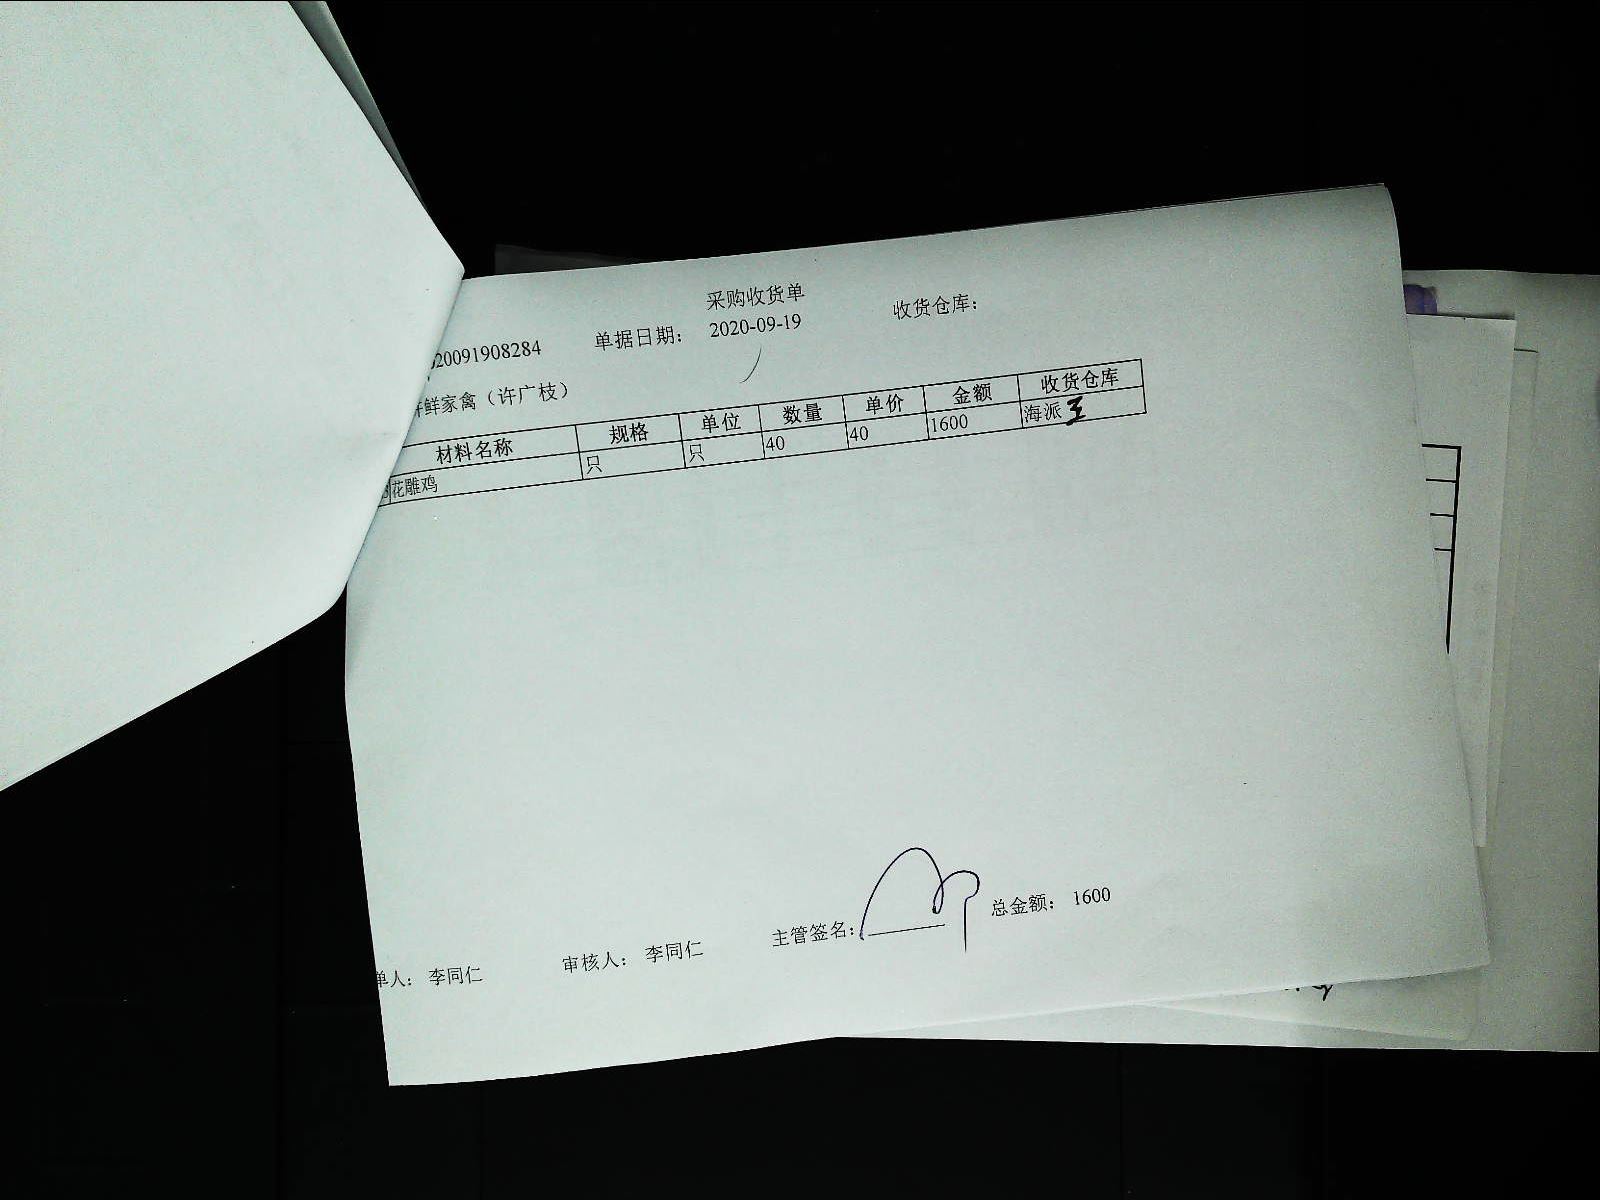 采购收货单
20091908284 单据日期： 2020-09-19 收货仓库：
鲜家禽（许广枝）
材料名称 规格 单位 数量 单价 金额 收货仓库
花雕鸡 只 只 40 40 1600 海派
单人： 李同仁 审核人： 李同仁 主管签名： 总金额： 1600